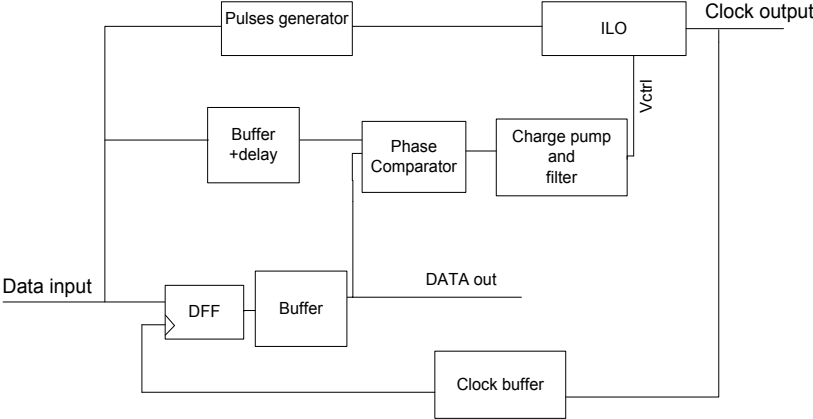 Clock output
Pulses generator
ILO
Vctrl
Buffer
+delay
Phase
Comparator
Charge pump
and
filter
Data input
DFF
Buffer
DATA out
Clock buffer